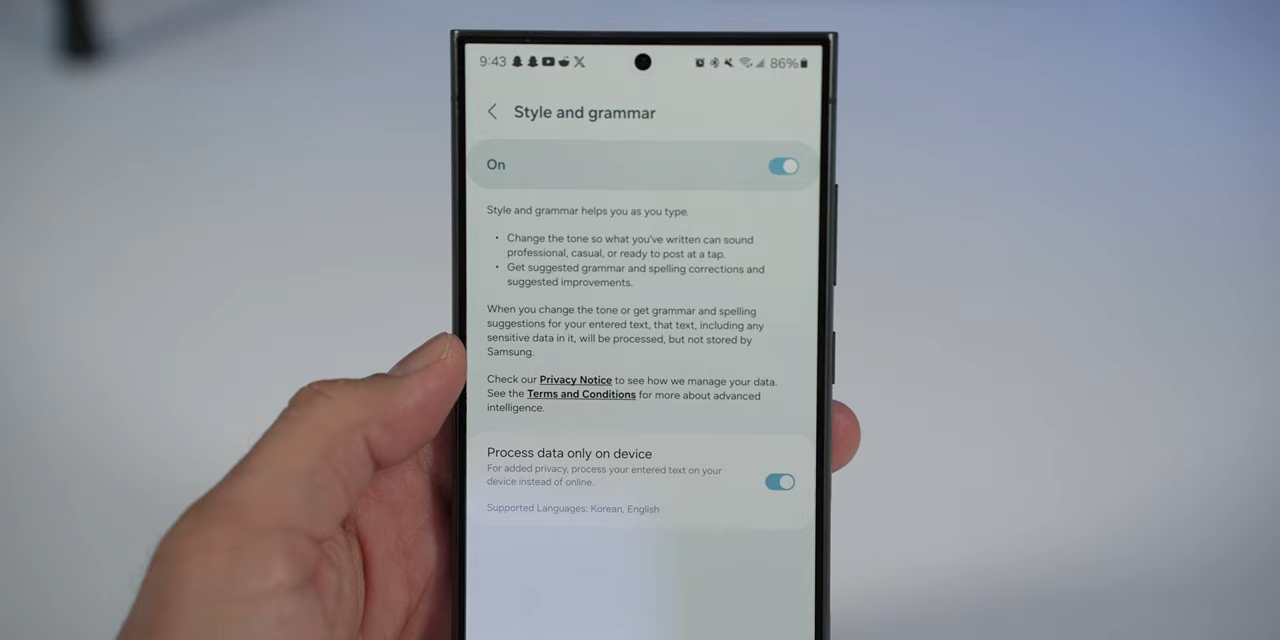 9:43 86%
Style and grammar
On
Style and grammar helps you as you type.
• Change the tone so what you've written can sound
professional, casual, or ready to post at a tap.
• Get suggested grammar and spelling corrections and
suggested improvements.
When you change the tone or get grammar and spelling
suggestions for your entered text, that text, including any
sensitive data in it, will be processed, but not stored by
Samsung.
Check our Privacy Notice to see how we manage your data.
See the Terms and Conditions for more about advanced
intelligence.
Process data only on device
For added privacy, process your entered text on your
device instead of online.
Supported Languages: Korean, English